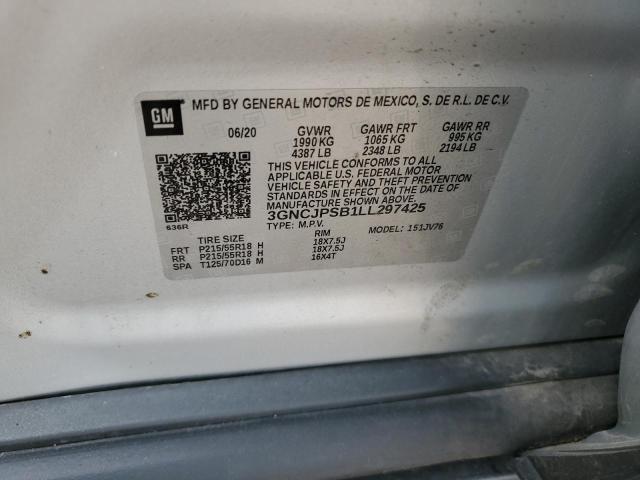 GM
MFD BY GENERAL MOTORS DE MEXICO, S. DE R.L. DE C.V.
06/20 GVWR GAWR FRT GAWR RR
1990 KG 1065 KG 995 KG
4387 LB 2348 LB 2194 LB
THIS VEHICLE CONFORMS TO ALL
APPLICABLE U.S. FEDERAL MOTOR
VEHICLE SAFETY AND THEFT PREVENTION
STANDARDS IN EFFECT ON THE DATE OF
MANUFACTURE SHOWN ABOVE.
3GNCJPSB1LL297425
636R TYPE: M.P.V. MODEL: 151JV76
TIRE SIZE RIM
FRT P215/55R18 H 18X7.5J
RR P215/55R18 H 18X7.5J
SPA T125/70D16 M 16X4T